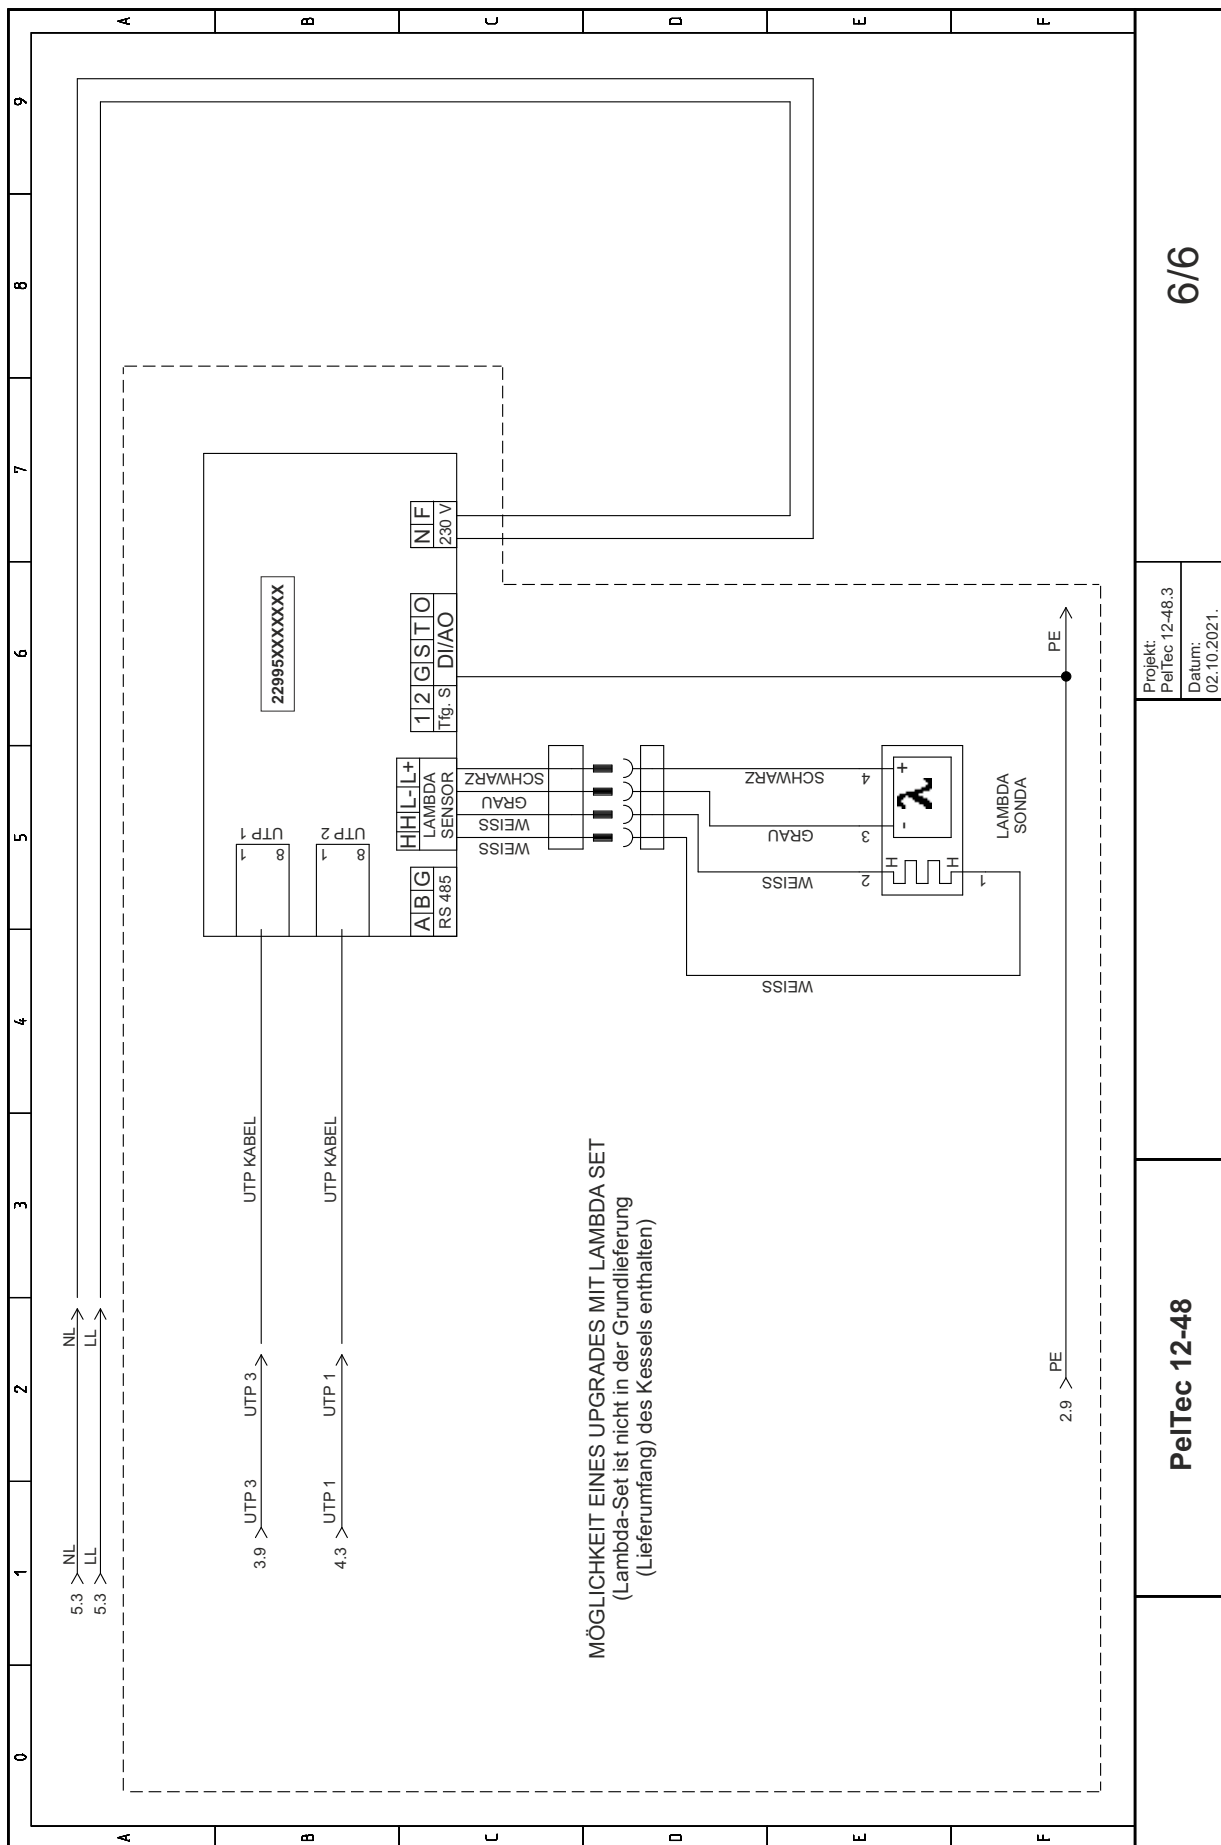 0 1 2 3 4 5 6 7 8 9
A
B
C
D
E
F
A
B
C
D
E
F
5.3 NL NL
5.3 LL LL
22995XXXXXXX
3.9 UTP 3 UTP 3 UTP KABEL
1 8
UTP 1
4.3 UTP 1 UTP 1 UTP KABEL
1 8
UTP 2
A B G
RS 485
H H L- L+
LAMBDA
SENSOR
1 2 G S T O
Tfg. S DI/AO
N F
230 V
WEISS
WEISS
GRAU
SCHWARZ
MÖGLICHKEIT EINES UPGRADES MIT LAMBDA SET
(Lambda-Set ist nicht in der Grundlieferung
(Lieferumfang) des Kessels enthalten)
WEISS
WEISS
GRAU
SCHWARZ
2 3 4
H H
- λ +
1
LAMBDA
SONDA
2.9 PE PE
PelTec 12-48
Projekt:
PelTec 12-48.3
Datum:
02.10.2021.
6/6